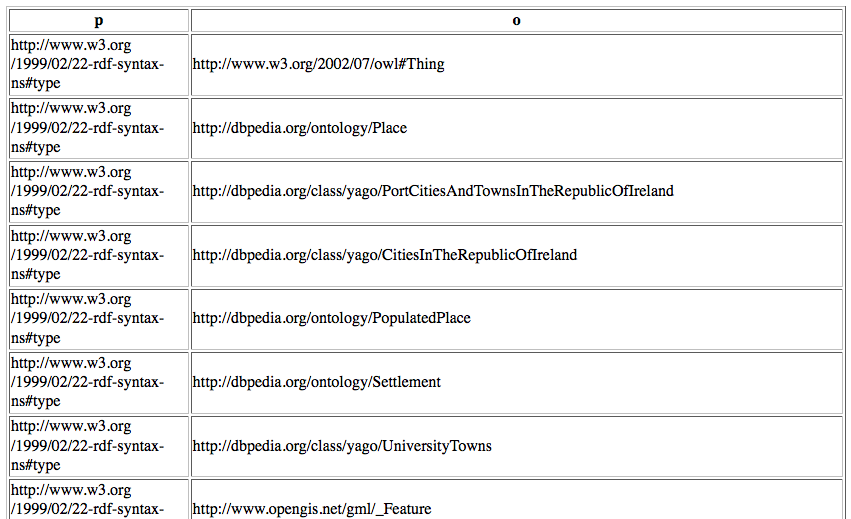 p o
http://www.w3.org
/1999/02/22-rdf-syntax-
ns#type
http://www.w3.org/2002/07/owl#Thing
http://www.w3.org
/1999/02/22-rdf-syntax-
ns#type
http://dbpedia.org/ontology/Place
http://www.w3.org
/1999/02/22-rdf-syntax-
ns#type
http://dbpedia.org/class/yago/PortCitiesAndTownsInTheRepublicOfIreland
http://www.w3.org
/1999/02/22-rdf-syntax-
ns#type
http://dbpedia.org/class/yago/CitiesInTheRepublicOfIreland
http://www.w3.org
/1999/02/22-rdf-syntax-
ns#type
http://dbpedia.org/ontology/PopulatedPlace
http://www.w3.org
/1999/02/22-rdf-syntax-
ns#type
http://dbpedia.org/ontology/Settlement
http://www.w3.org
/1999/02/22-rdf-syntax-
ns#type
http://dbpedia.org/class/yago/UniversityTowns
http://www.w3.org
/1999/02/22-rdf-syntax-
http://www.opengis.net/gml/_Feature